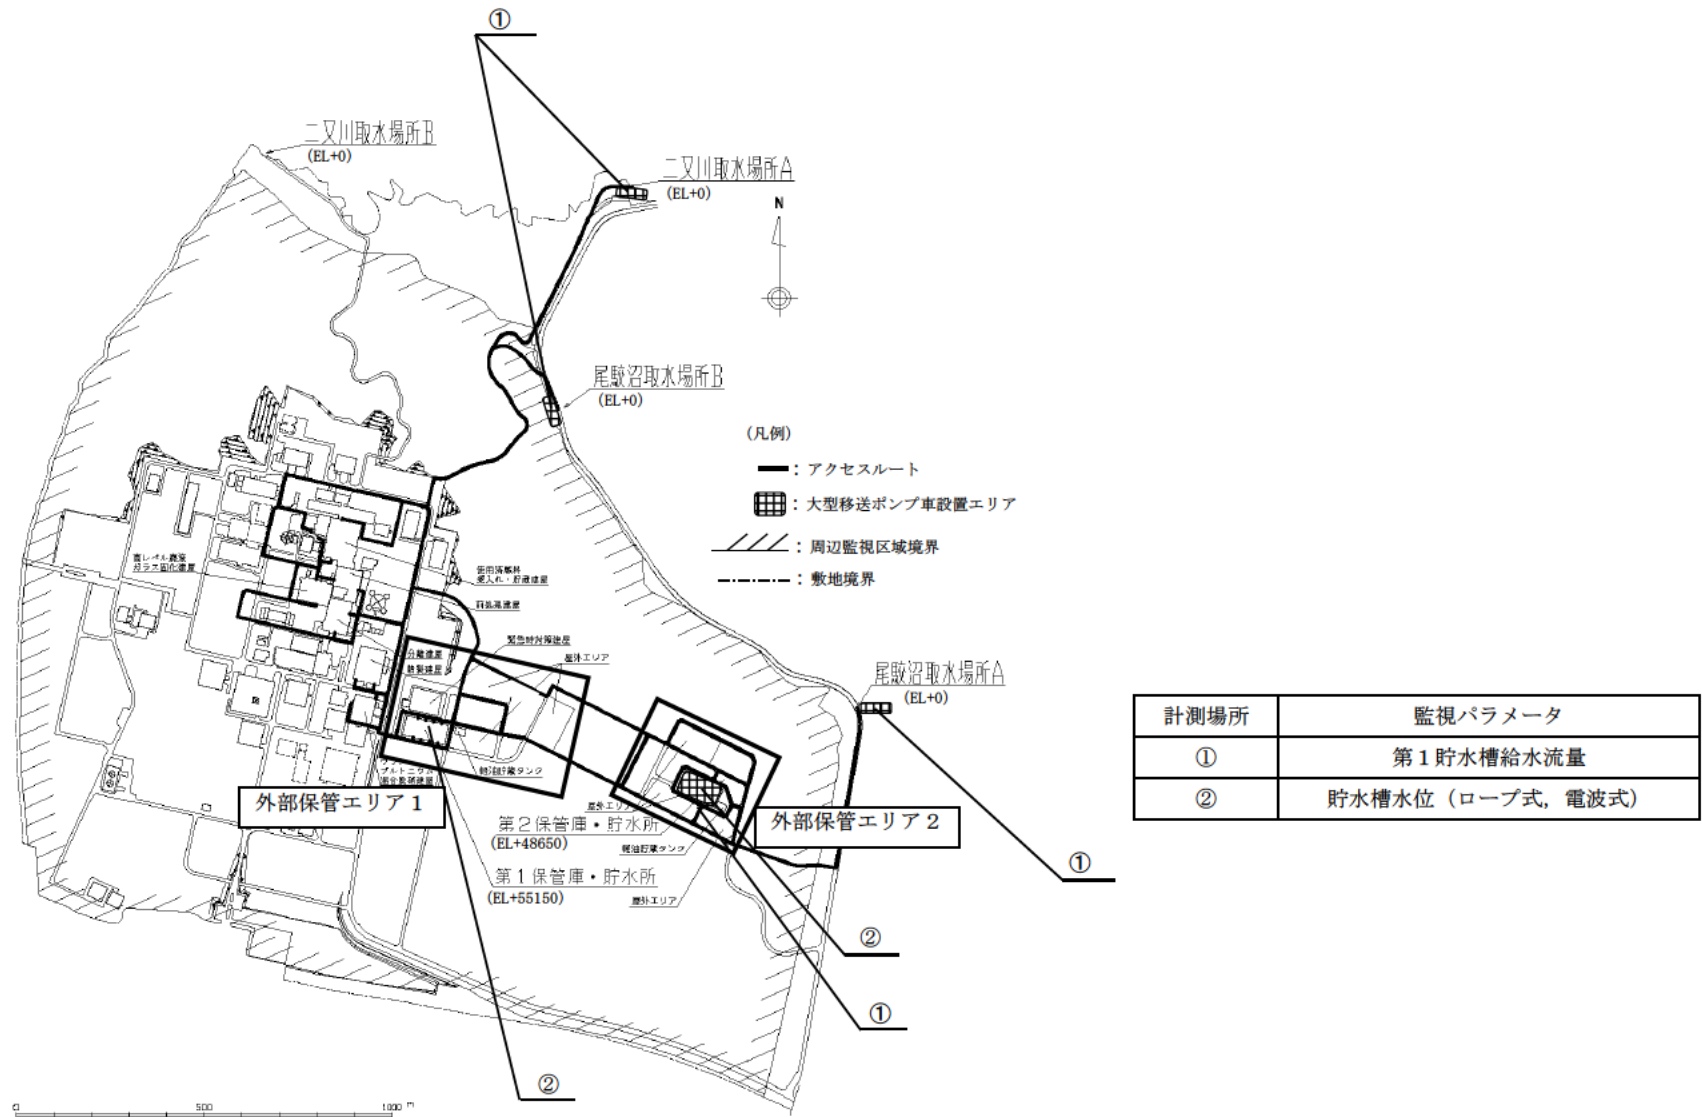 ①
二又川取水場所B
(EL+0)
二又川取水場所A
(EL+0)
N
尾駮沼取水場所B
(EL+0)
(凡例)
：アクセスルート
：大型移送ポンプ車設置エリア
：周辺監視区域境界
：敷地境界
高レベル廃液
ガラス固化建屋
使用済燃料
受入れ・貯蔵建屋
前処理建屋
緊急時対策建屋
分離建屋
精製建屋
屋外エリア
尾駮沼取水場所A
(EL+0)
計測場所 監視パラメータ
① 第1貯水槽給水流量
② 貯水槽水位（ロープ式，電波式）
軽油貯蔵タンク
外部保管エリア1
屋外エリア
第2保管庫・貯水所
(EL+48650)
外部保管エリア2
軽油貯蔵タンク
第1保管庫・貯水所
(EL+55150)
屋外エリア
①
②
①
②
0 500 1000 m